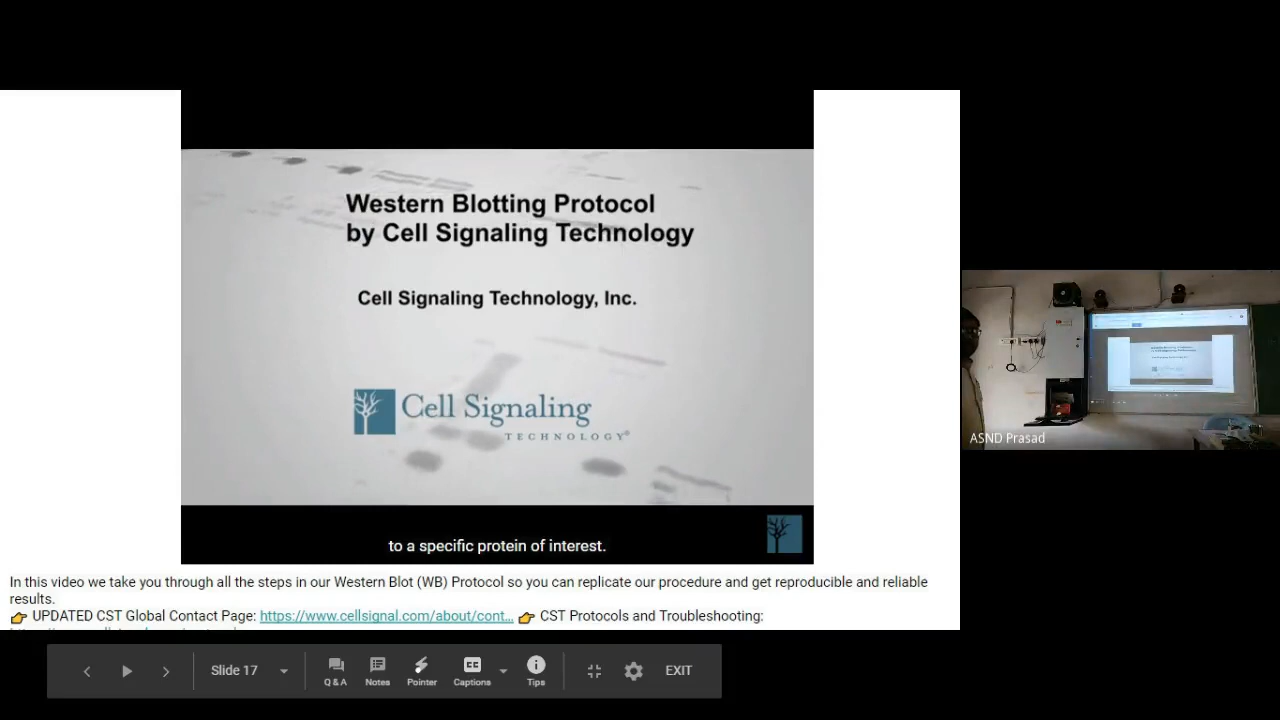 Western Blotting Protocol
by Cell Signaling Technology
Cell Signaling Technology, Inc.
Cell Signaling
TECHNOLOGY®
to a specific protein of interest.
In this video we take you through all the steps in our Western Blot (WB) Protocol so you can replicate our procedure and get reproducible and reliable
results.
👉 UPDATED CST Global Contact Page: https://www.cellsignal.com/about/cont... 👉 CST Protocols and Troubleshooting:
ASND Prasad
Slide 17
Q & A
Notes
Pointer
CC
Captions
Tips
EXIT